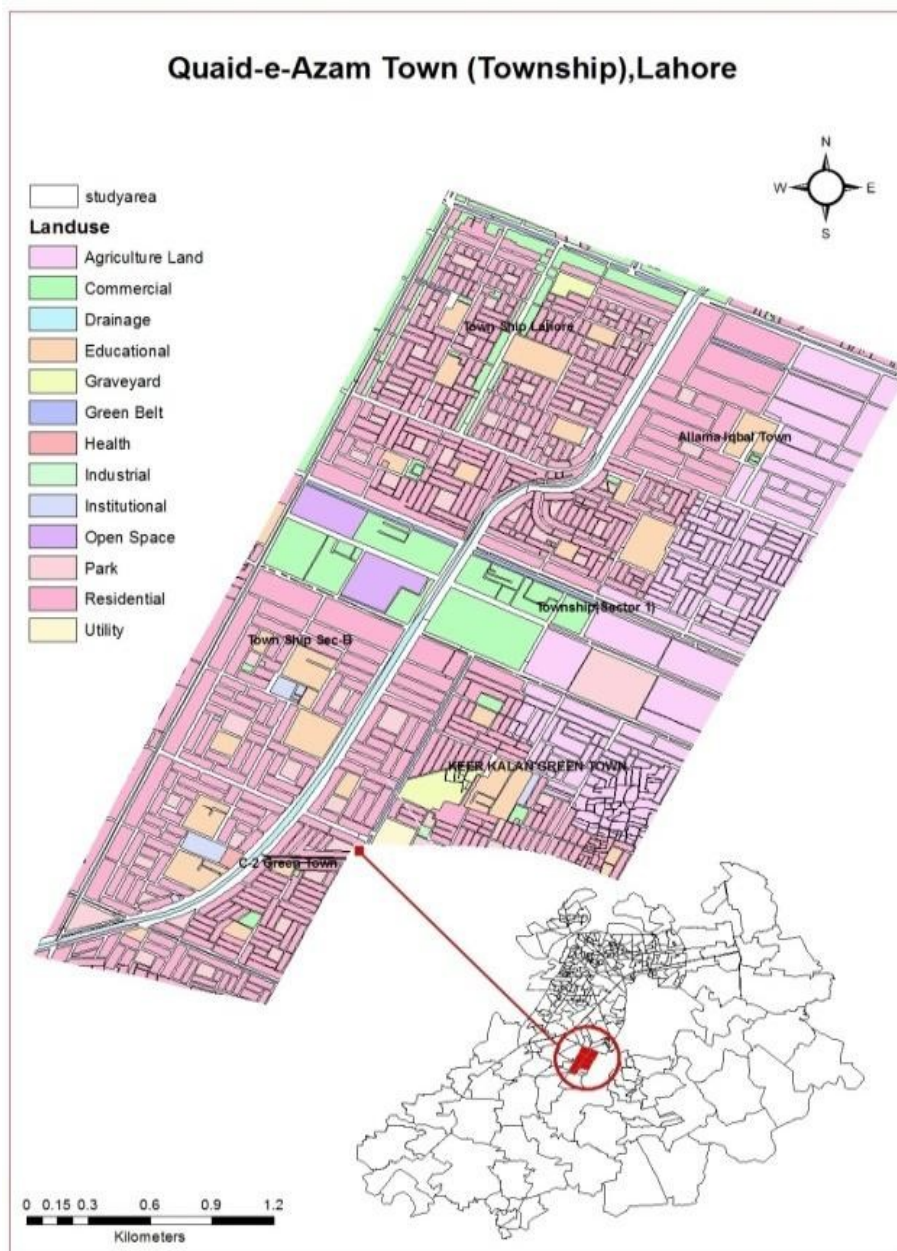 Quaid-e-Azam Town (Township),Lahore
N
W E
S
studyarea
Landuse
Agriculture Land
Commercial
Drainage
Educational
Graveyard
Green Belt
Health
Industrial
Institutional
Open Space
Park
Residential
Utility
Town Ship Lahore
Allama Iqbal Town
Township(Sector 1)
Town Ship Sec-B
KEER KALAN GREEN TOWN
C-2 Green Town
0 0.15 0.3 0.6 0.9 1.2
Kilometers